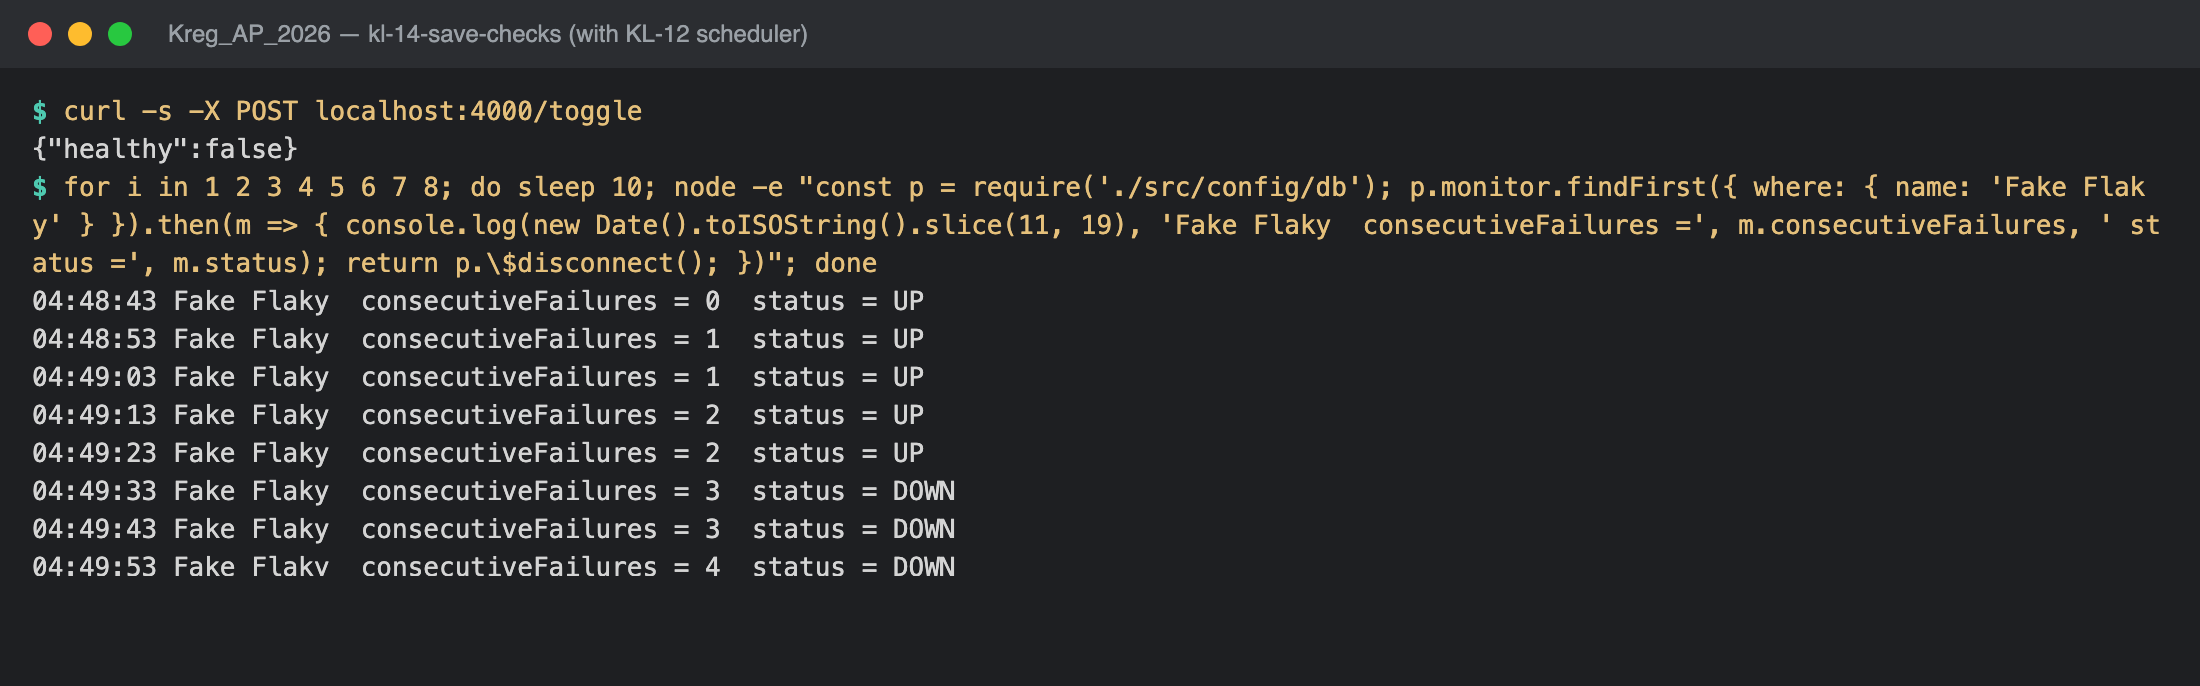 Kreg_AP_2026 — kl-14-save-checks (with KL-12 scheduler)
$ curl -s -X POST localhost:4000/toggle
{"healthy":false}
$ for i in 1 2 3 4 5 6 7 8; do sleep 10; node -e "const p = require('./src/config/db'); p.monitor.findFirst({ where: { name: 'Fake Flak
y' } }).then(m => { console.log(new Date().toISOString().slice(11, 19), 'Fake Flaky  consecutiveFailures =', m.consecutiveFailures, ' st
atus =', m.status); return p.\$disconnect(); })"; done
04:48:43 Fake Flaky  consecutiveFailures = 0  status = UP
04:48:53 Fake Flaky  consecutiveFailures = 1  status = UP
04:49:03 Fake Flaky  consecutiveFailures = 1  status = UP
04:49:13 Fake Flaky  consecutiveFailures = 2  status = UP
04:49:23 Fake Flaky  consecutiveFailures = 2  status = UP
04:49:33 Fake Flaky  consecutiveFailures = 3  status = DOWN
04:49:43 Fake Flaky  consecutiveFailures = 3  status = DOWN
04:49:53 Fake Flaky  consecutiveFailures = 4  status = DOWN